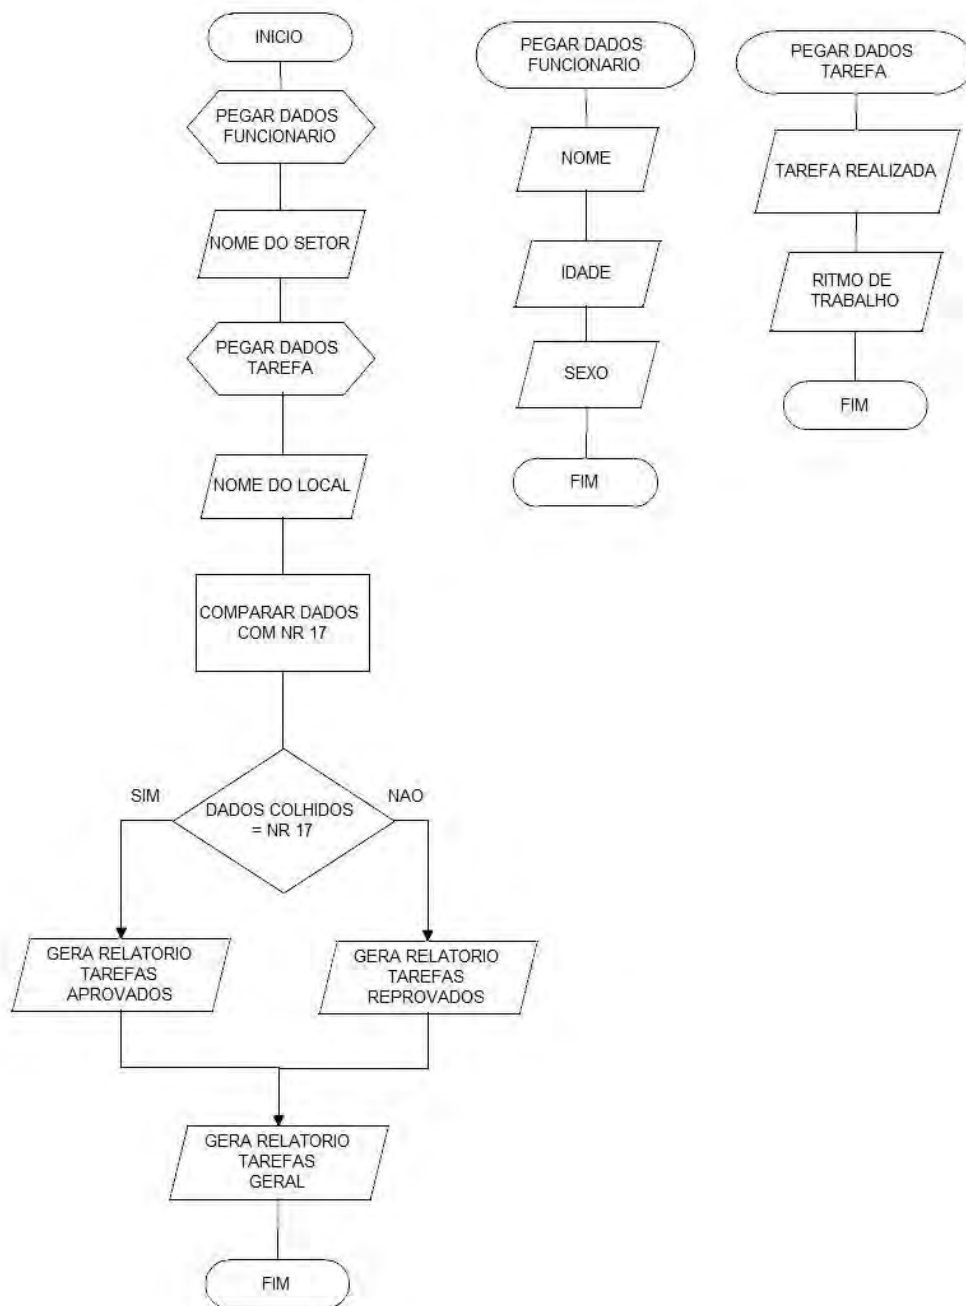 INICIO
PEGAR DADOS
FUNCIONARIO
NOME DO SETOR
PEGAR DADOS
TAREFA
NOME DO LOCAL
COMPARAR DADOS
COM NR 17
DADOS COLHIDOS
= NR 17
SIM
NAO
GERA RELATORIO
TAREFAS
APROVADOS
GERA RELATORIO
TAREFAS
REPROVADOS
GERA RELATORIO
TAREFAS
GERAL
FIM
PEGAR DADOS
FUNCIONARIO
NOME
IDADE
SEXO
FIM
PEGAR DADOS
TAREFA
TAREFA REALIZADA
RITMO DE
TRABALHO
FIM